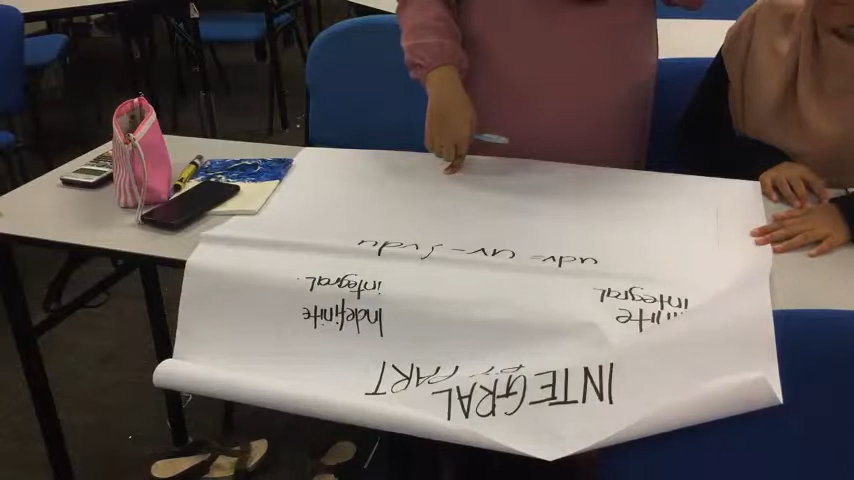 INTEGRAL
BY PART
integral
Indefinite
integral.
udv = uv - ∫vdu